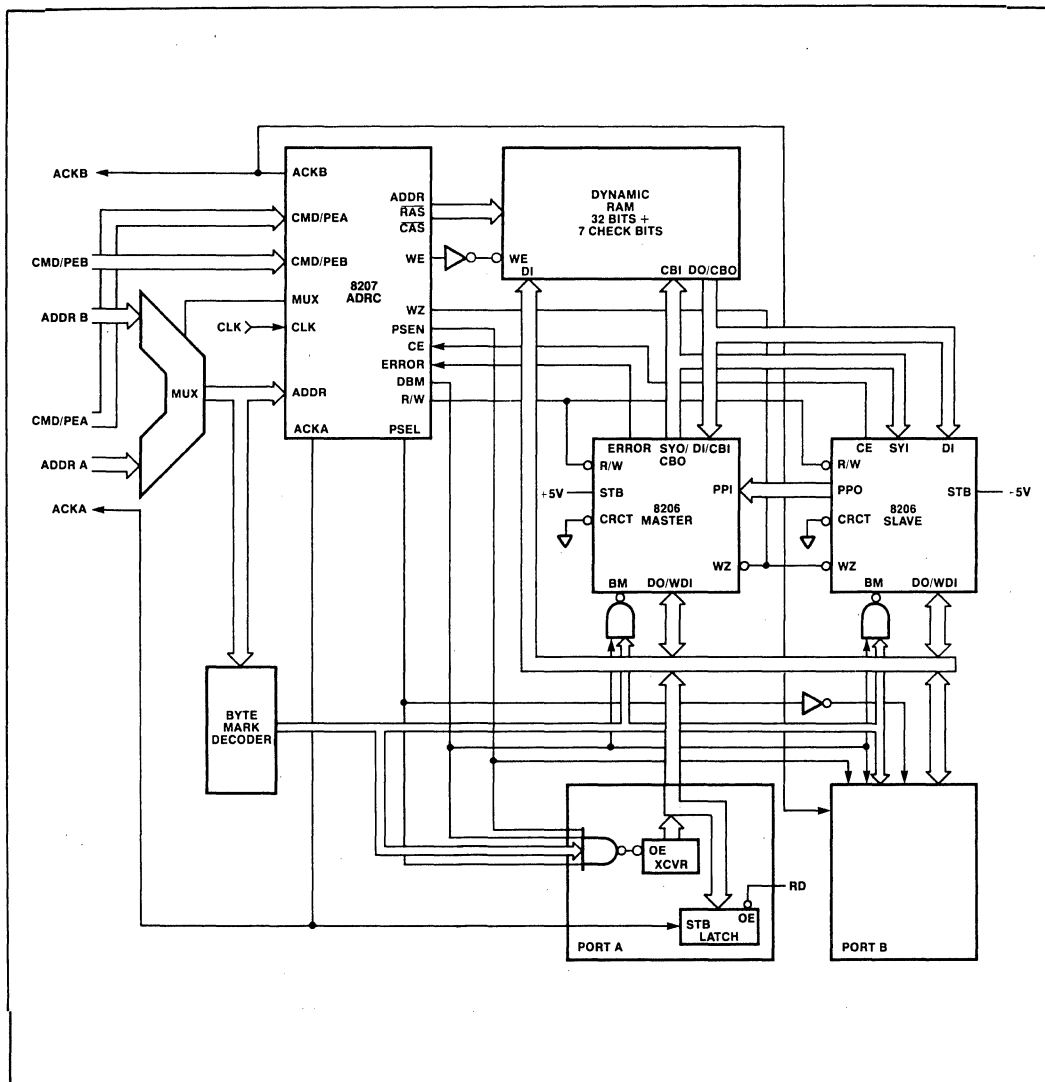 ACKB
CMD/PEB
ADDR B
CMD/PEA
ADDR A
ACKA
MUX
CLK
ACKB
CMD/PEA
CMD/PEB
MUX
CLK
ADDR
ACKA
8207
ADRC
ADDR
RAS
CAS
WE
WZ
PSEN
CE
ERROR
DBM
R/W
PSEL
DYNAMIC
RAM
32 BITS +
7 CHECK BITS
WE
DI
CBI
DO/CBO
ERROR
SYO/
CBO
DI/CBI
R/W
+5V
STB
CRCT
PPI
8206
MASTER
WZ
BM
DO/WDI
CE
SYI
DI
R/W
PPO
STB
-5V
8206
SLAVE
CRCT
WZ
BM
DO/WDI
BYTE
MARK
DECODER
OE
XCVR
RD
STB
OE
LATCH
PORT A
PORT B